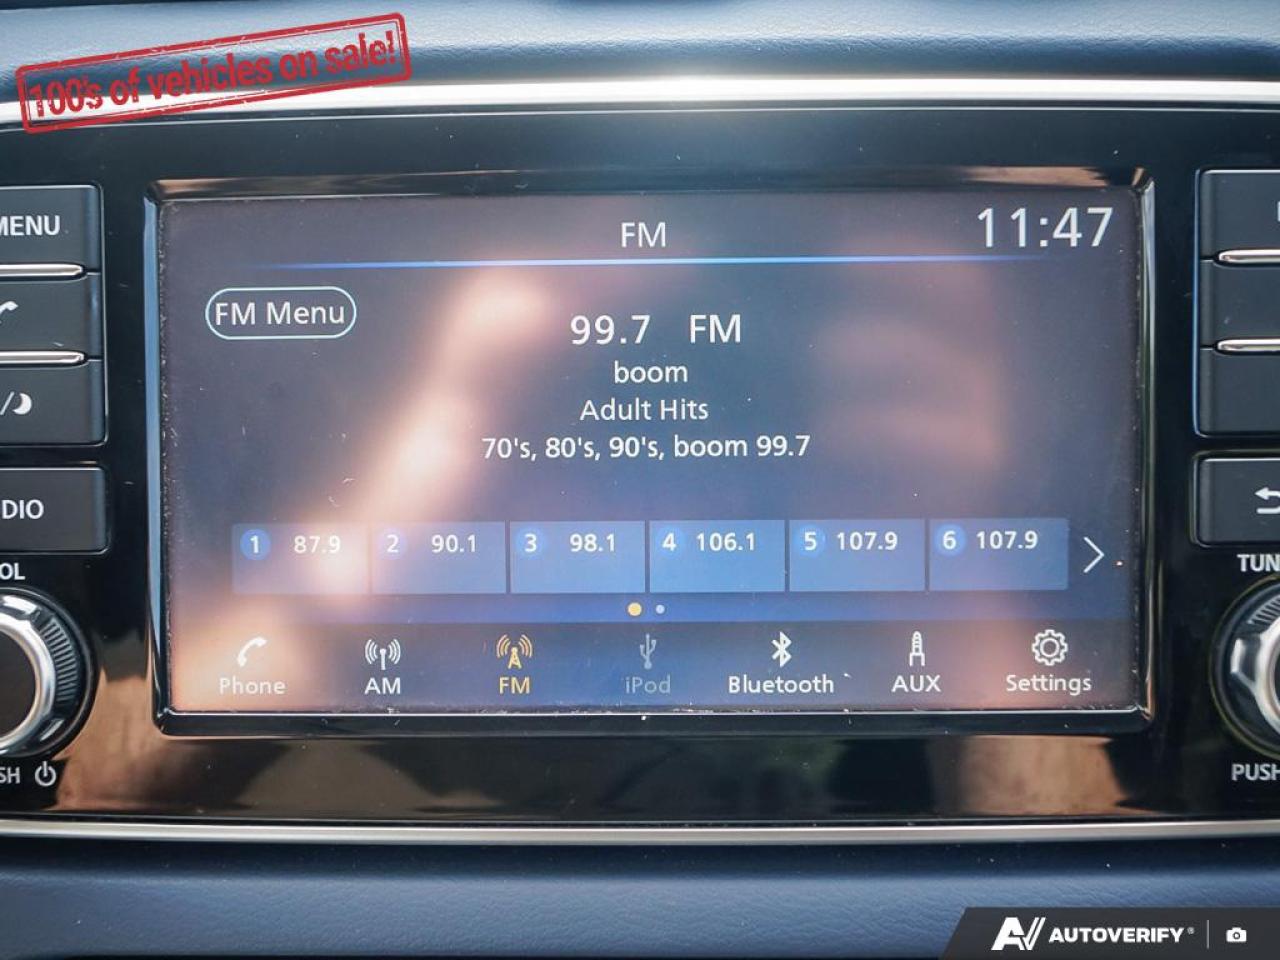 100's of vehicles on sale!
MENU
FM
11:47
FM Menu
99.7 FM
boom
Adult Hits
70's, 80's, 90's, boom 99.7
1 87.9 2 90.1 3 98.1 4 106.1 5 107.9 6 107.9
DIO
OL
TUN
Phone AM FM iPod Bluetooth AUX Settings
SH
PUSH
AUTOVERIFY®